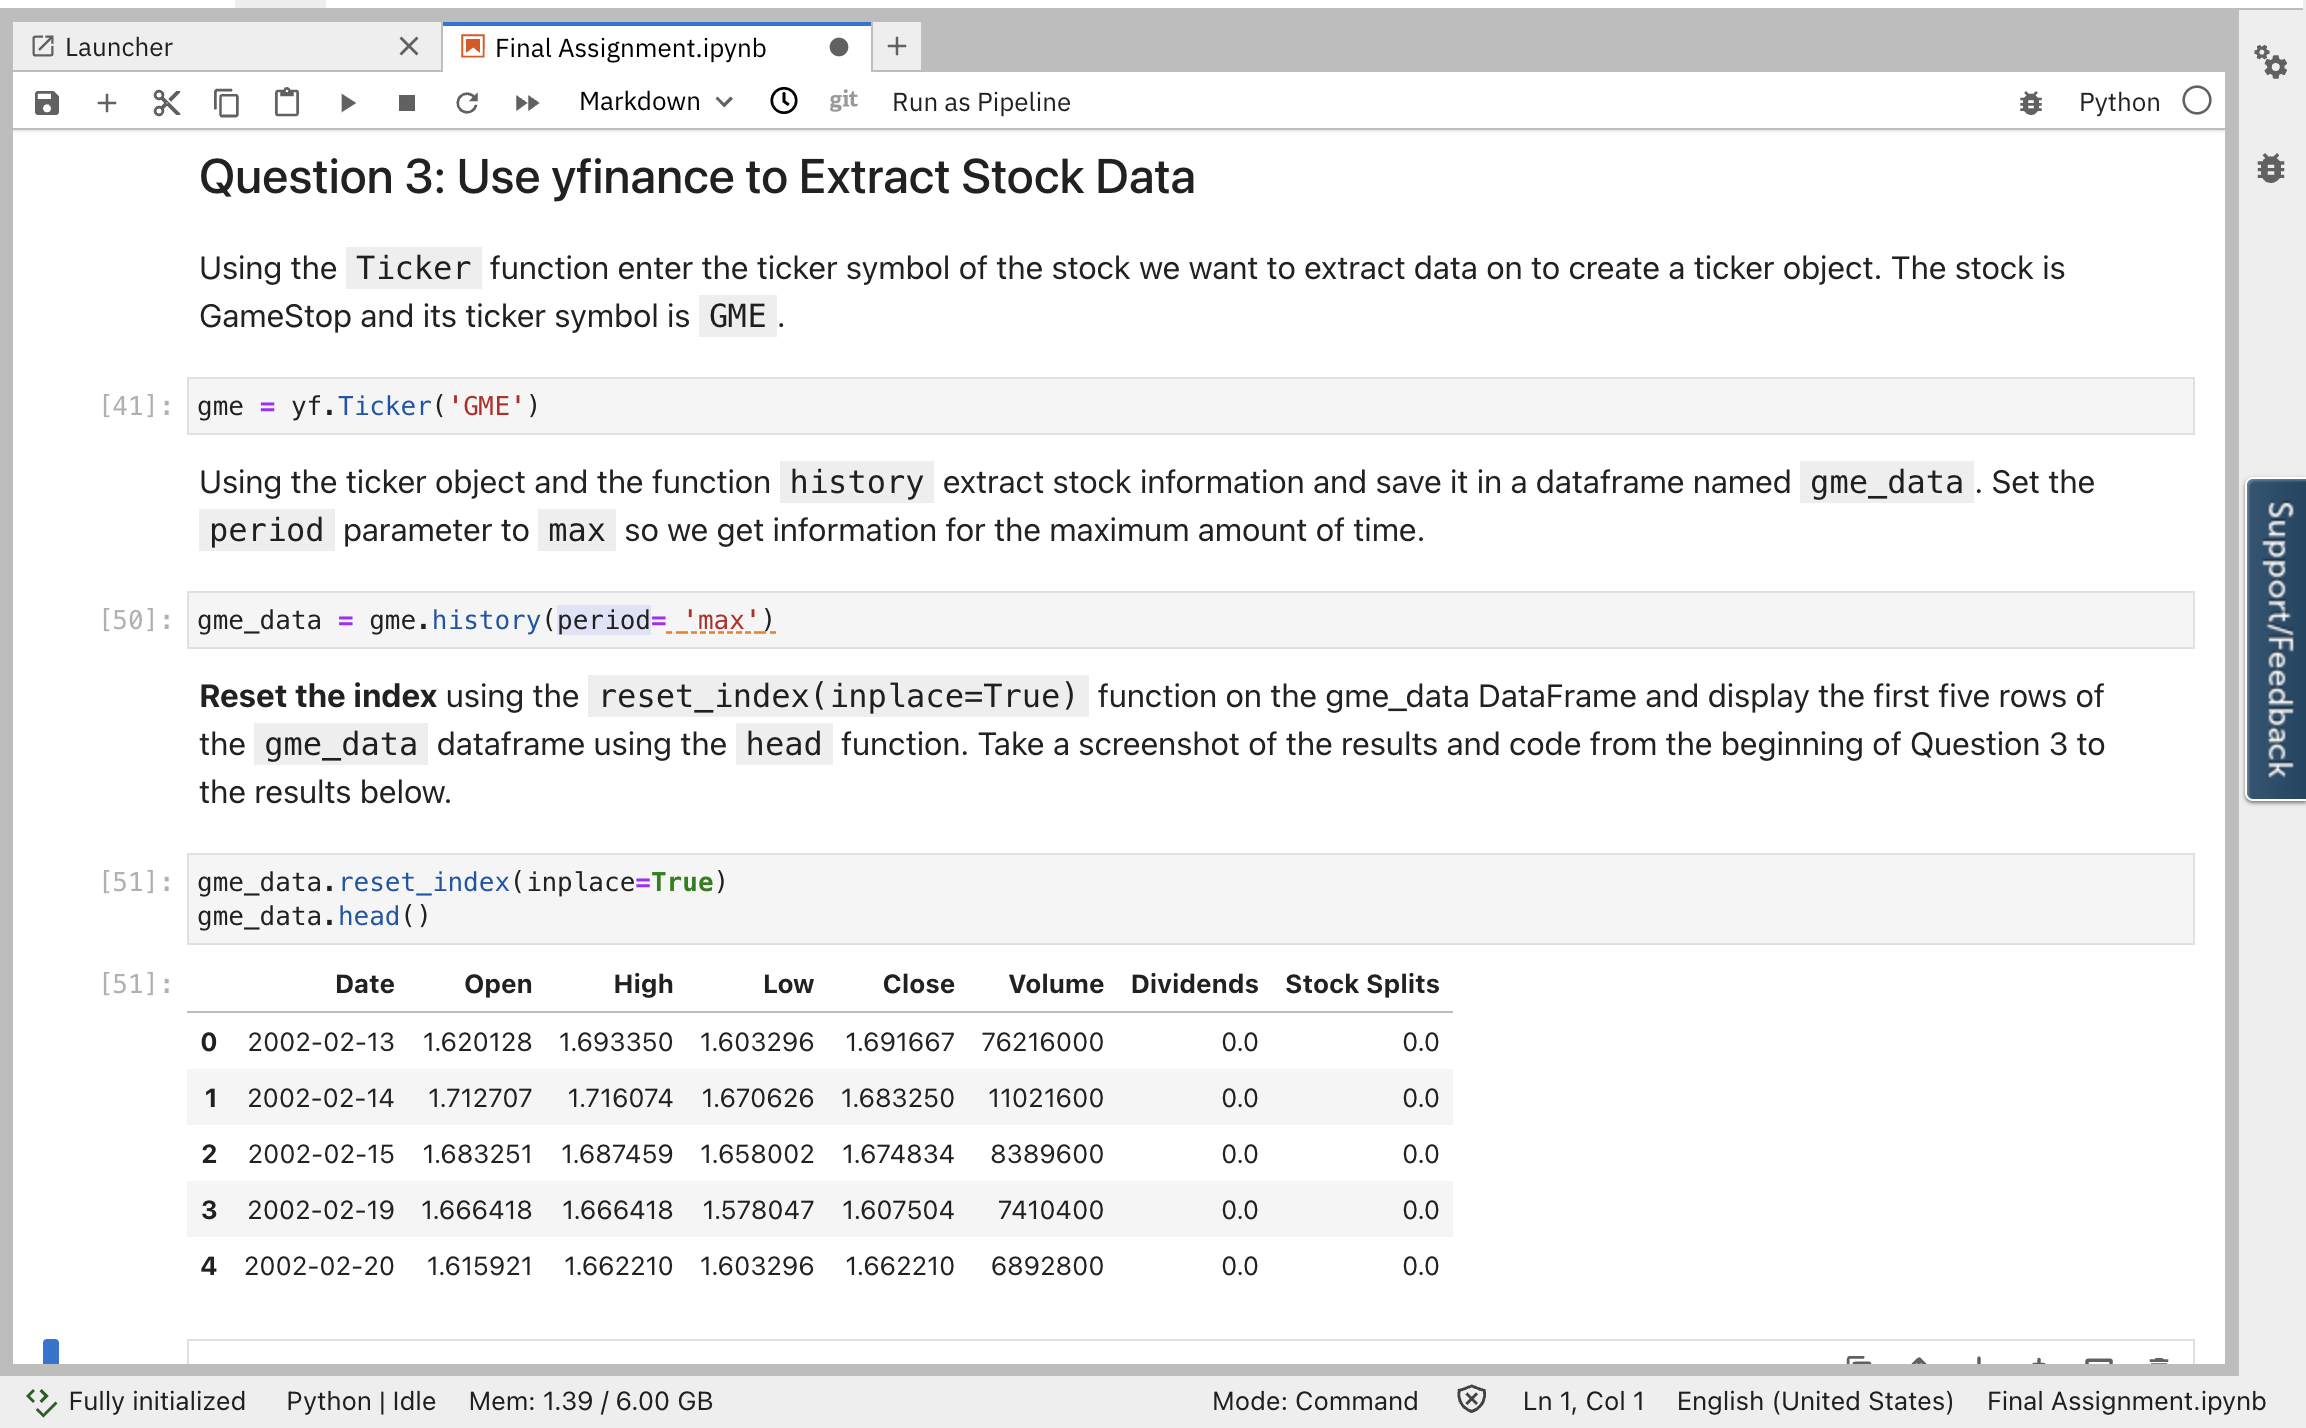 Launcher
Final Assignment.ipynb
Markdown
git
Run as Pipeline
Python
Question 3: Use yfinance to Extract Stock Data
Using the Ticker function enter the ticker symbol of the stock we want to extract data on to create a ticker object. The stock is
GameStop and its ticker symbol is GME .
[41]: gme = yf.Ticker('GME')
Using the ticker object and the function history extract stock information and save it in a dataframe named gme_data . Set the
period parameter to max so we get information for the maximum amount of time.
[50]: gme_data = gme.history(period= 'max')
Reset the index using the reset_index(inplace=True) function on the gme_data DataFrame and display the first five rows of
the gme_data dataframe using the head function. Take a screenshot of the results and code from the beginning of Question 3 to
the results below.
[51]: gme_data.reset_index(inplace=True)
gme_data.head()
[51]: Date Open High Low Close Volume Dividends Stock Splits
0 2002-02-13 1.620128 1.693350 1.603296 1.691667 76216000 0.0 0.0
1 2002-02-14 1.712707 1.716074 1.670626 1.683250 11021600 0.0 0.0
2 2002-02-15 1.683251 1.687459 1.658002 1.674834 8389600 0.0 0.0
3 2002-02-19 1.666418 1.666418 1.578047 1.607504 7410400 0.0 0.0
4 2002-02-20 1.615921 1.662210 1.603296 1.662210 6892800 0.0 0.0
Support/Feedback
Fully initialized Python | Idle Mem: 1.39 / 6.00 GB Mode: Command Ln 1, Col 1 English (United States) Final Assignment.ipynb